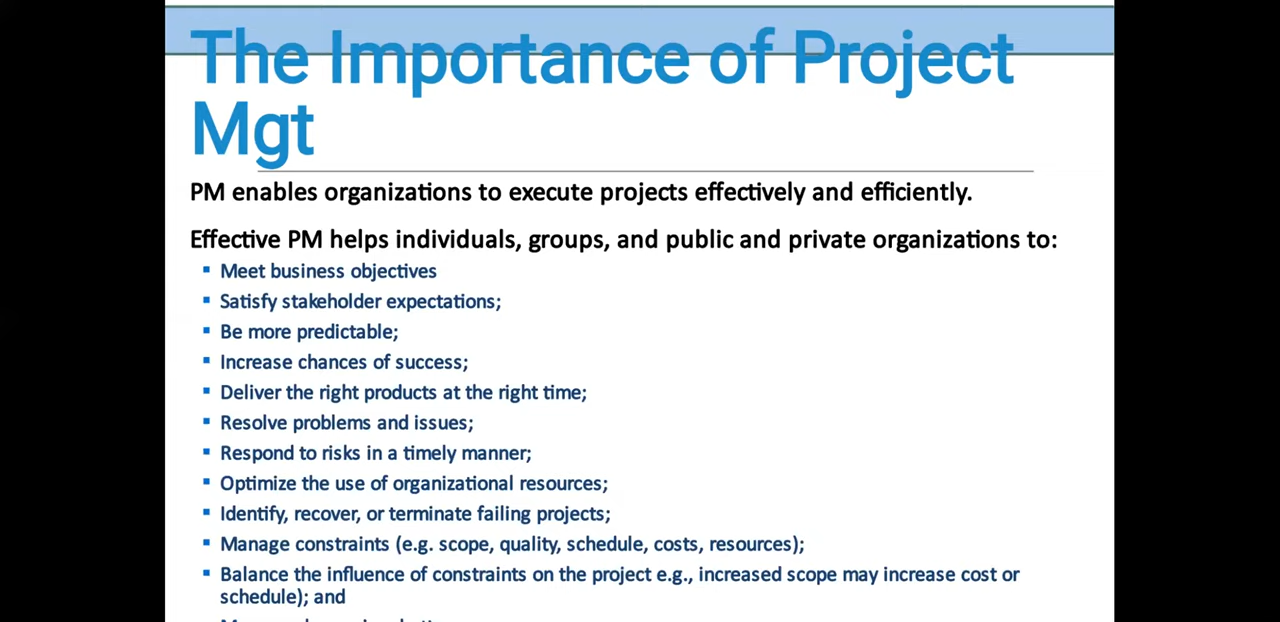 The Importance of Project
Mgt
PM enables organizations to execute projects effectively and efficiently.
Effective PM helps individuals, groups, and public and private organizations to:
▪ Meet business objectives
▪ Satisfy stakeholder expectations;
▪ Be more predictable;
▪ Increase chances of success;
▪ Deliver the right products at the right time;
▪ Resolve problems and issues;
▪ Respond to risks in a timely manner;
▪ Optimize the use of organizational resources;
▪ Identify, recover, or terminate failing projects;
▪ Manage constraints (e.g. scope, quality, schedule, costs, resources);
▪ Balance the influence of constraints on the project e.g., increased scope may increase cost or
schedule); and